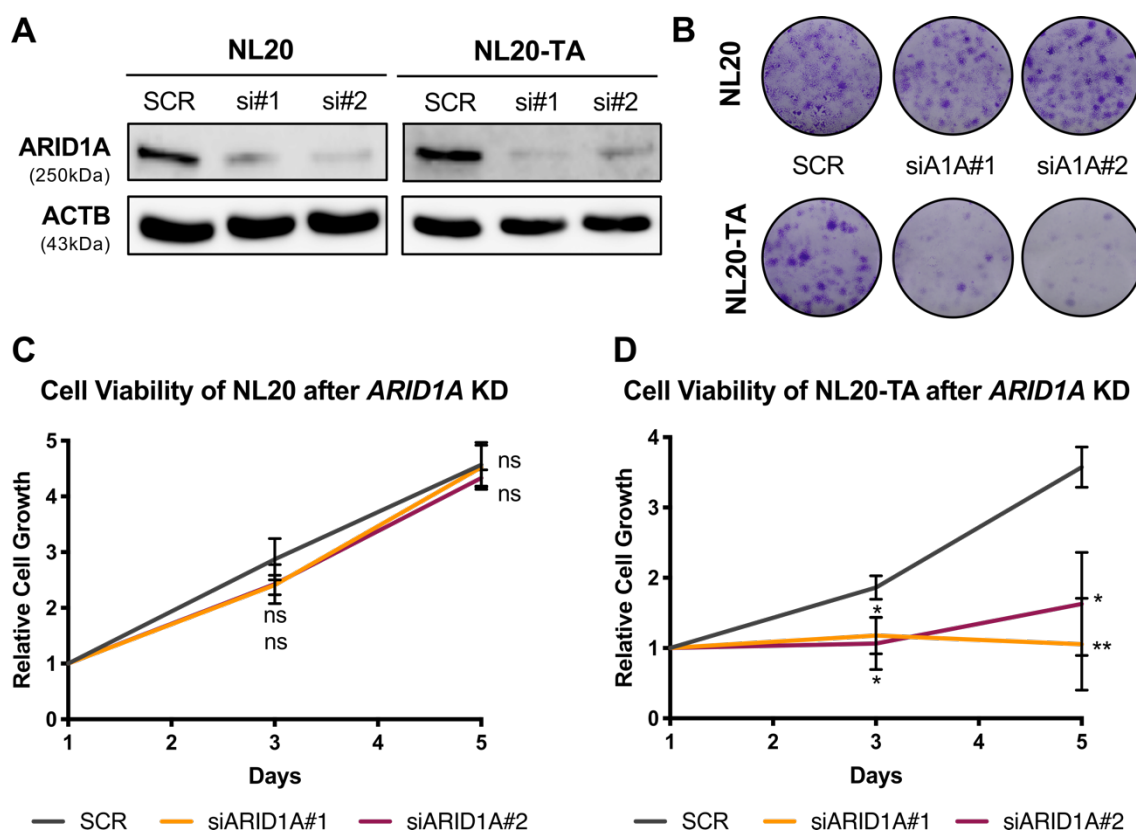 A
NL20 NL20-TA
SCR si#1 si#2 SCR si#1 si#2
ARID1A
(250kDa)
ACTB
(43kDa)
B
NL20
SCR siA1A#1 siA1A#2
NL20-TA
C
Cell Viability of NL20 after ARID1A KD
Relative Cell Growth
5
4
3
2
1
0
ns
ns
ns
ns
1 2 3 4 5
Days
SCR siARID1A#1 siARID1A#2
D
Cell Viability of NL20-TA after ARID1A KD
Relative Cell Growth
4
3
2
1
0
*
*
*
**
1 2 3 4 5
Days
SCR siARID1A#1 siARID1A#2